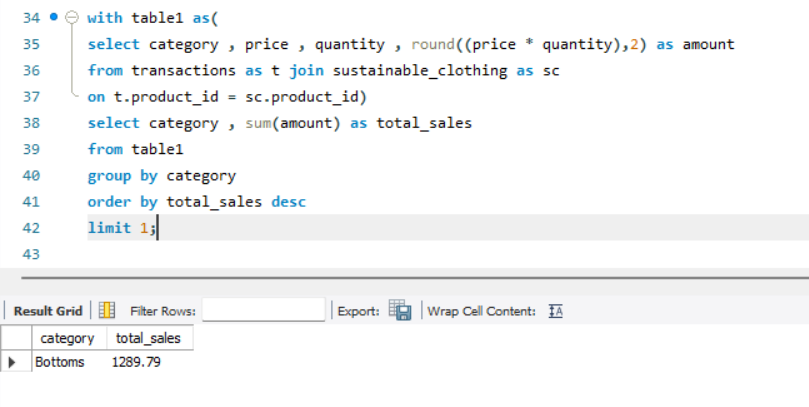 34 with table1 as(
35 select category , price , quantity , round((price * quantity),2) as amount
36 from transactions as t join sustainable_clothing as sc
37 on t.product_id = sc.product_id)
38 select category , sum(amount) as total_sales
39 from table1
40 group by category
41 order by total_sales desc
42 limit 1;
43
Result Grid Filter Rows: Export: Wrap Cell Content: IA
category total_sales
Bottoms 1289.79